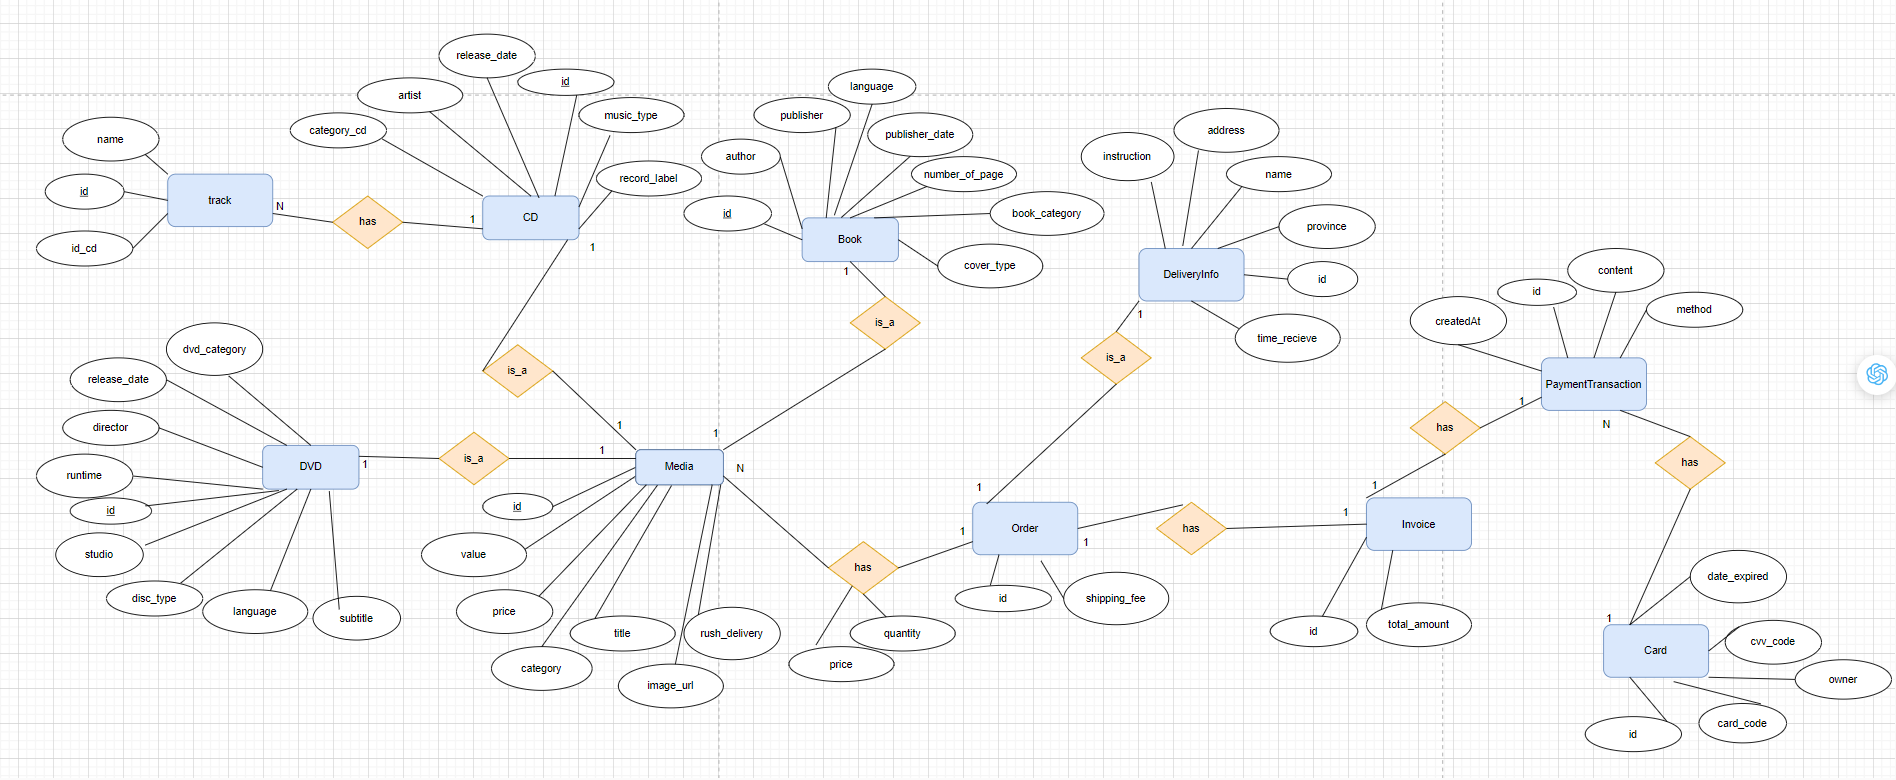 release_date
id
artist
music_type
category_cd
name
record_label
id
track
N
has
1
CD
id_cd
1
language
publisher
publisher_date
author
number_of_page
id
book_category
Book
cover_type
1
is_a
address
instruction
name
province
DeliveryInfo
id
1
time_recieve
is_a
content
id
method
createdAt
PaymentTransaction
1
N
has
has
dvd_category
release_date
is_a
director
1
1
runtime
DVD
1
is_a
1
Media
N
id
id
studio
value
disc_type
language
subtitle
price
title
rush_delivery
category
image_url
has
quantity
price
1
1
Order
1
has
1
1
Invoice
id
shipping_fee
id
total_amount
date_expired
1
Card
cvv_code
owner
card_code
id